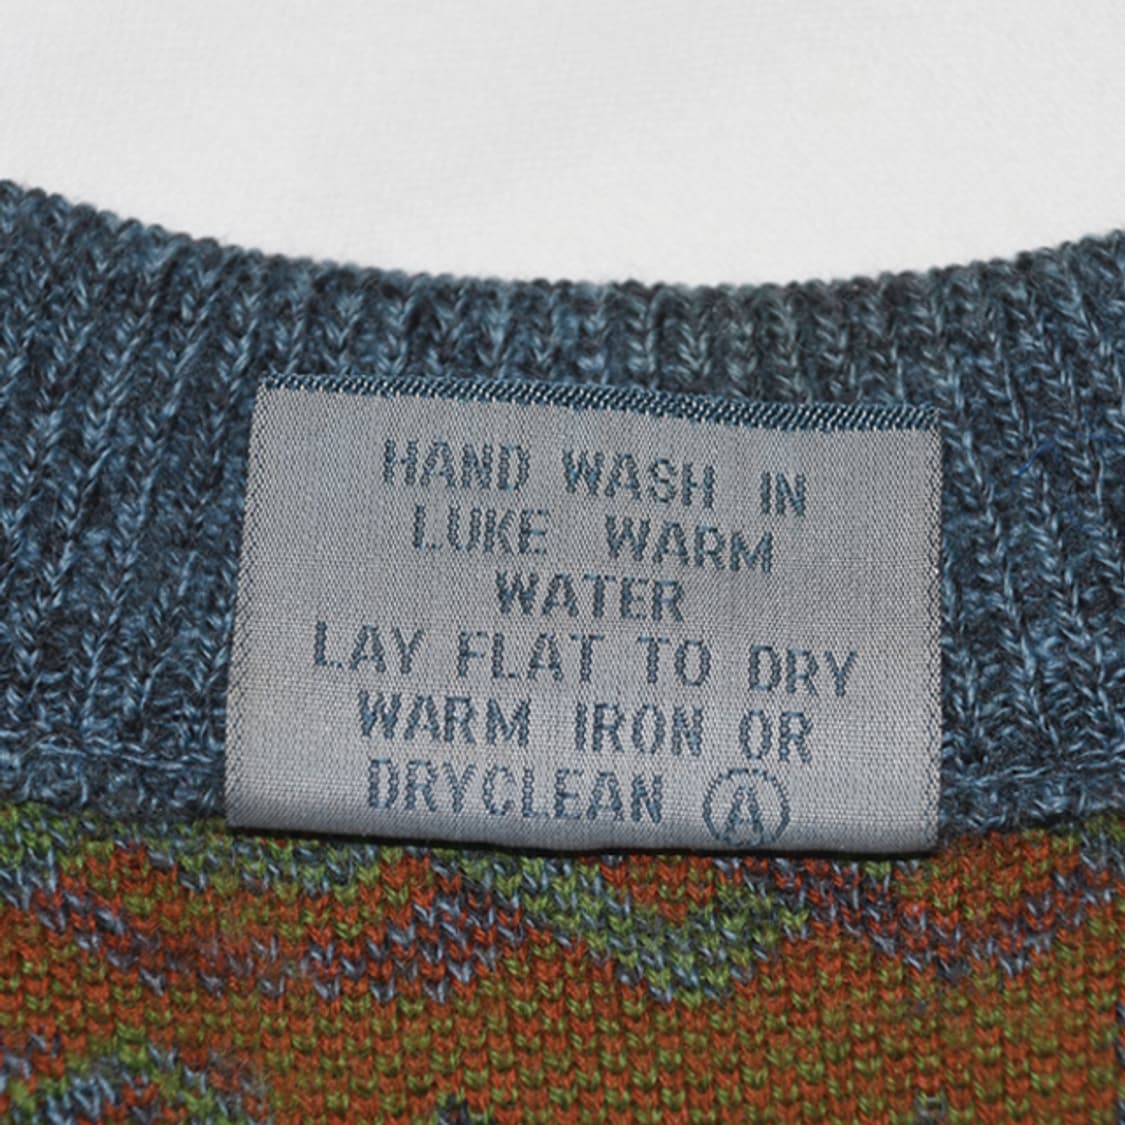 HAND WASH IN
LUKE WARM
WATER
LAY FLAT TO DRY
WARM IRON OR
DRYCLEAN Ⓐ